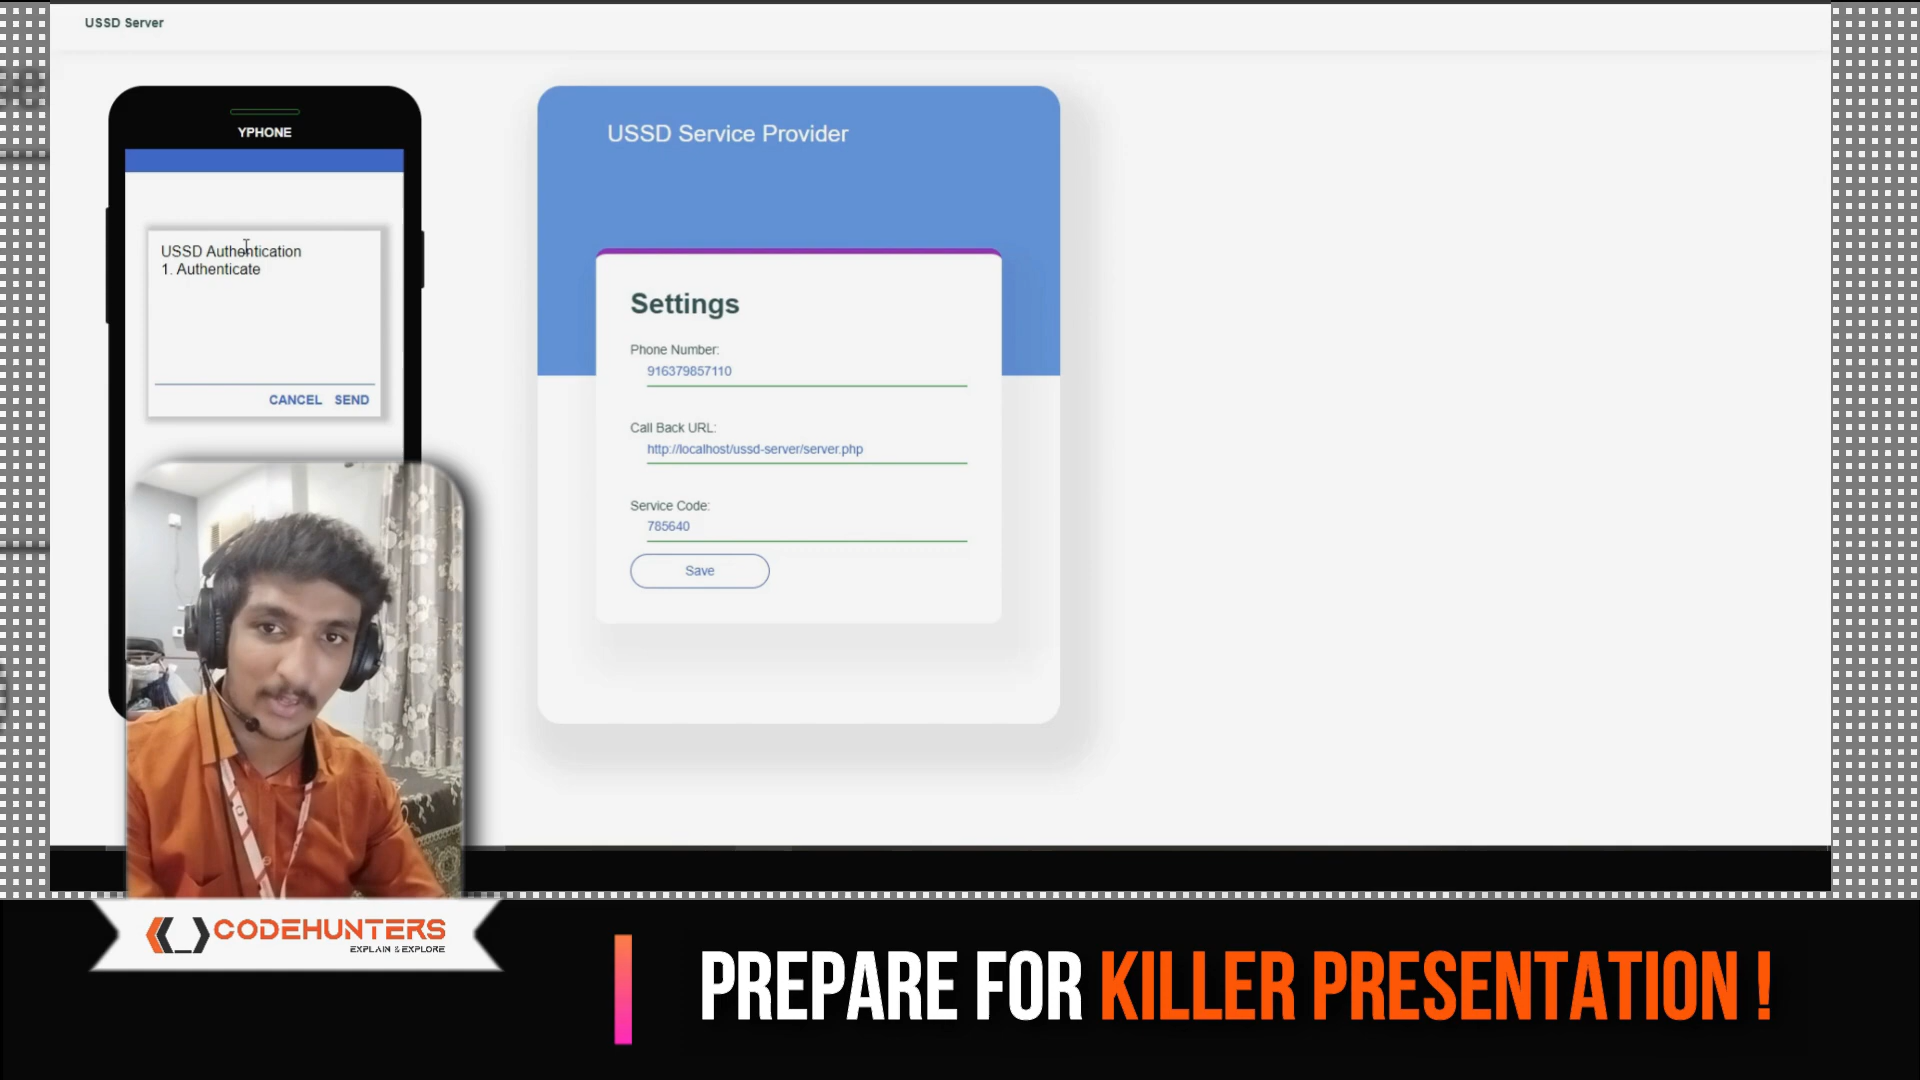 USSD Server
YPHONE
USSD Authentication
1. Authenticate
CANCEL SEND
USSD Service Provider
Settings
Phone Number:
916379857110
Call Back URL:
http://localhost/ussd-server/server.php
Service Code:
785640
Save
CODEHUNTERS
EXPLAIN & EXPLORE
PREPARE FOR KILLER PRESENTATION !